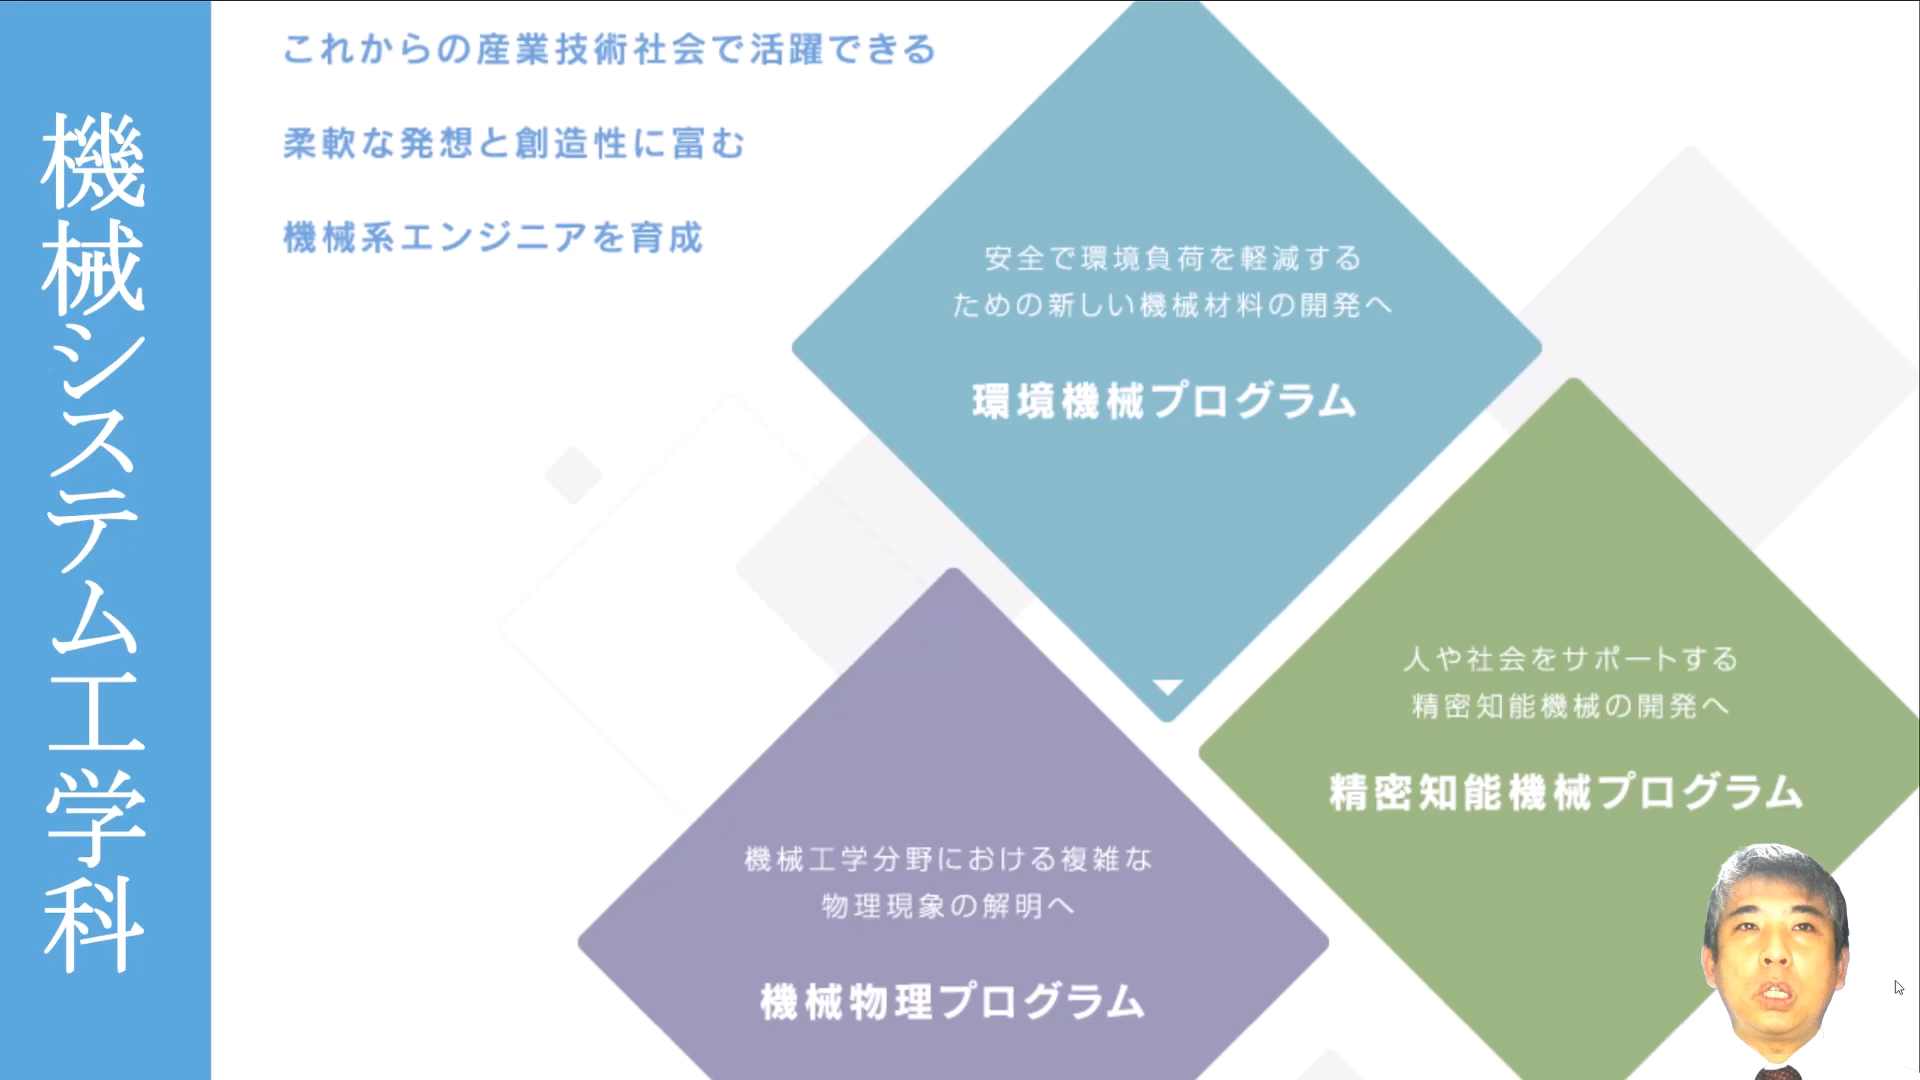 機械システム工学科
これからの産業技術社会で活躍できる
柔軟な発想と創造性に富む
機械系エンジニアを育成
安全で環境負荷を軽減する
ための新しい機械材料の開発へ
環境機械プログラム
人や社会をサポートする
精密知能機械の開発へ
精密知能機械プログラム
機械工学分野における複雑な
物理現象の解明へ
機械物理プログラム